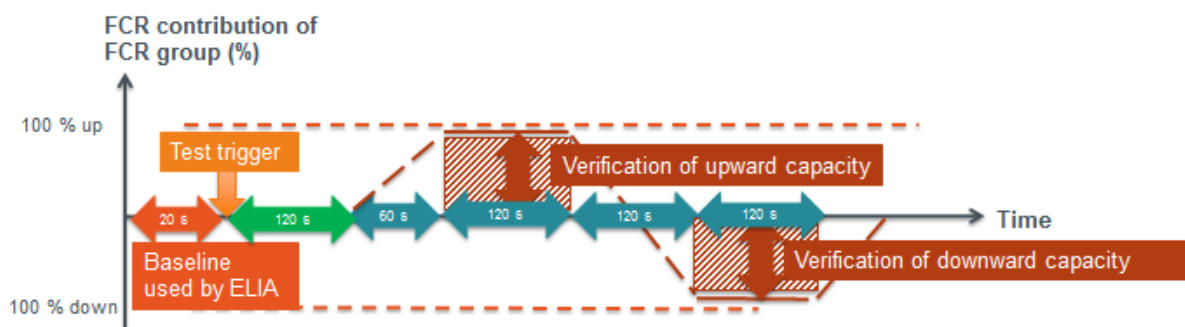 FCR contribution of
FCR group (%)
100 % up
Test trigger
Verification of upward capacity
20 s
120 s
60 s
120 s
120 s
120 s
Time
Baseline
used by ELIA
Verification of downward capacity
100 % down